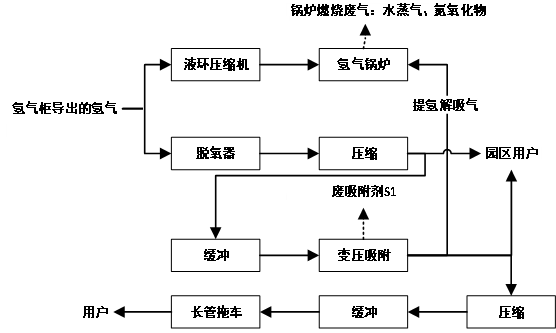 锅炉燃烧废气：水蒸气、氮氧化物
液环压缩机
氢气锅炉
氢气柜导出的氢气
提氢解吸气
脱氧器
压缩
园区用户
废吸附剂S1
缓冲
变压吸附
用户
长管拖车
缓冲
压缩